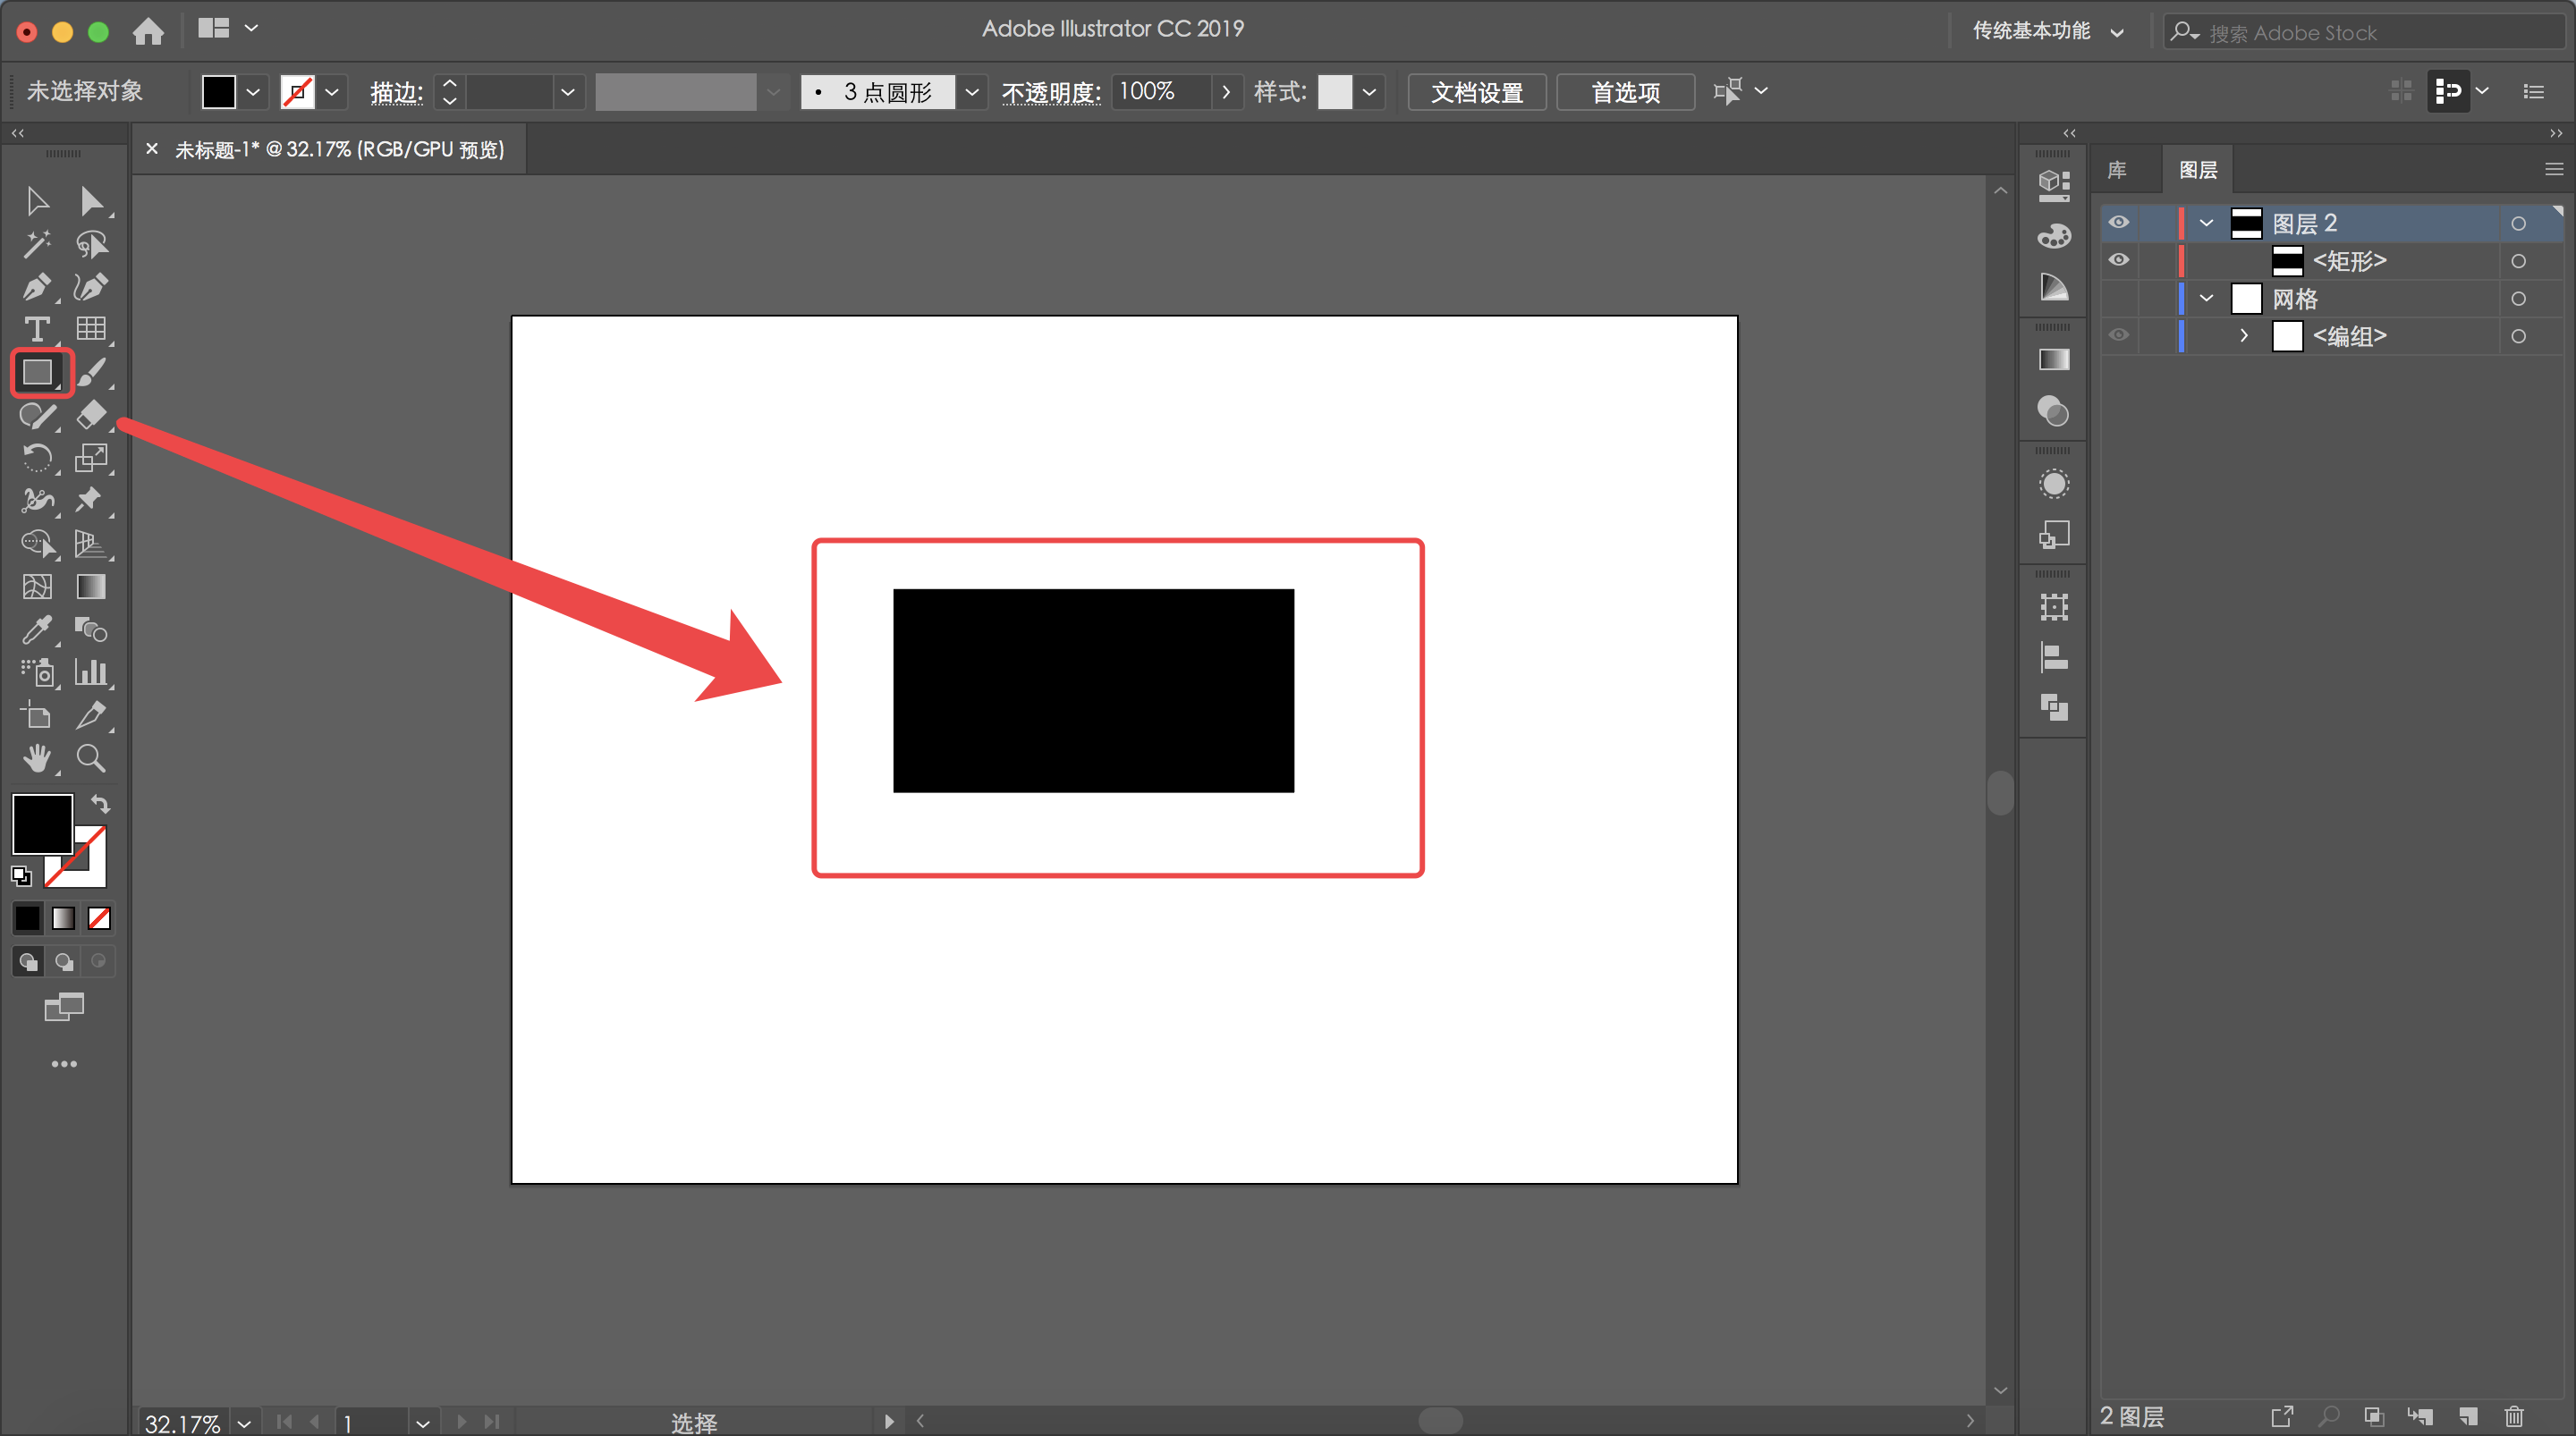 Adobe Illustrator CC 2019
传统基本功能
搜索 Adobe Stock
未选择对象
描边:
3 点圆形
不透明度:
100%
样式:
文档设置
首选项
× 未标题-1* @ 32.17% (RGB/GPU 预览)
库
图层
图层 2
<矩形>
网格
<编组>
32.17%
1
选择
2 图层